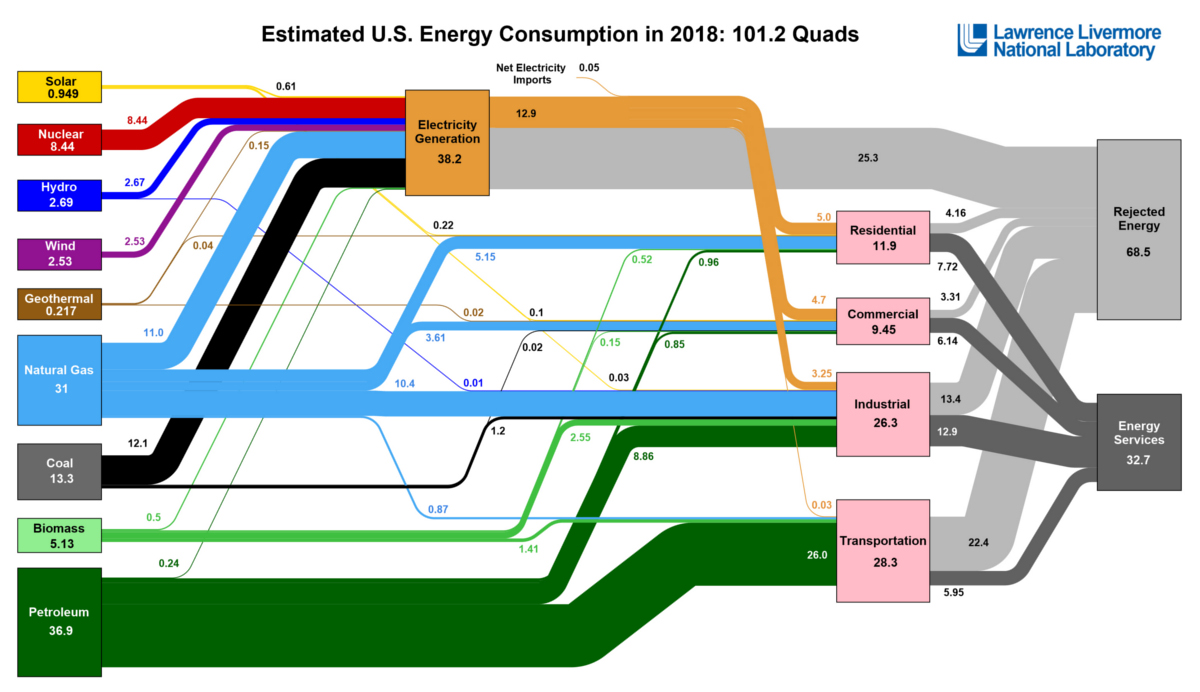 Estimated U.S. Energy Consumption in 2018: 101.2 Quads
Lawrence Livermore
National Laboratory
Net Electricity
Imports
0.05
Solar
0.949
0.61
12.9
Nuclear
8.44
8.44
Electricity
Generation
38.2
0.15
25.3
Hydro
2.69
2.67
Rejected
Energy
68.5
Residential
11.9
5.0
4.16
7.72
Wind
2.53
2.53
0.04
0.22
5.15
0.52
0.96
Geothermal
0.217
0.02
0.1
4.7
Commercial
9.45
3.31
6.14
11.0
3.61
0.02
0.15
0.85
Natural Gas
31
10.4
0.01
0.03
3.25
Industrial
26.3
13.4
12.9
Energy
Services
32.7
12.1
1.2
2.55
8.86
Coal
13.3
0.5
0.87
0.03
Biomass
5.13
1.41
Transportation
28.3
26.0
22.4
5.95
0.24
Petroleum
36.9